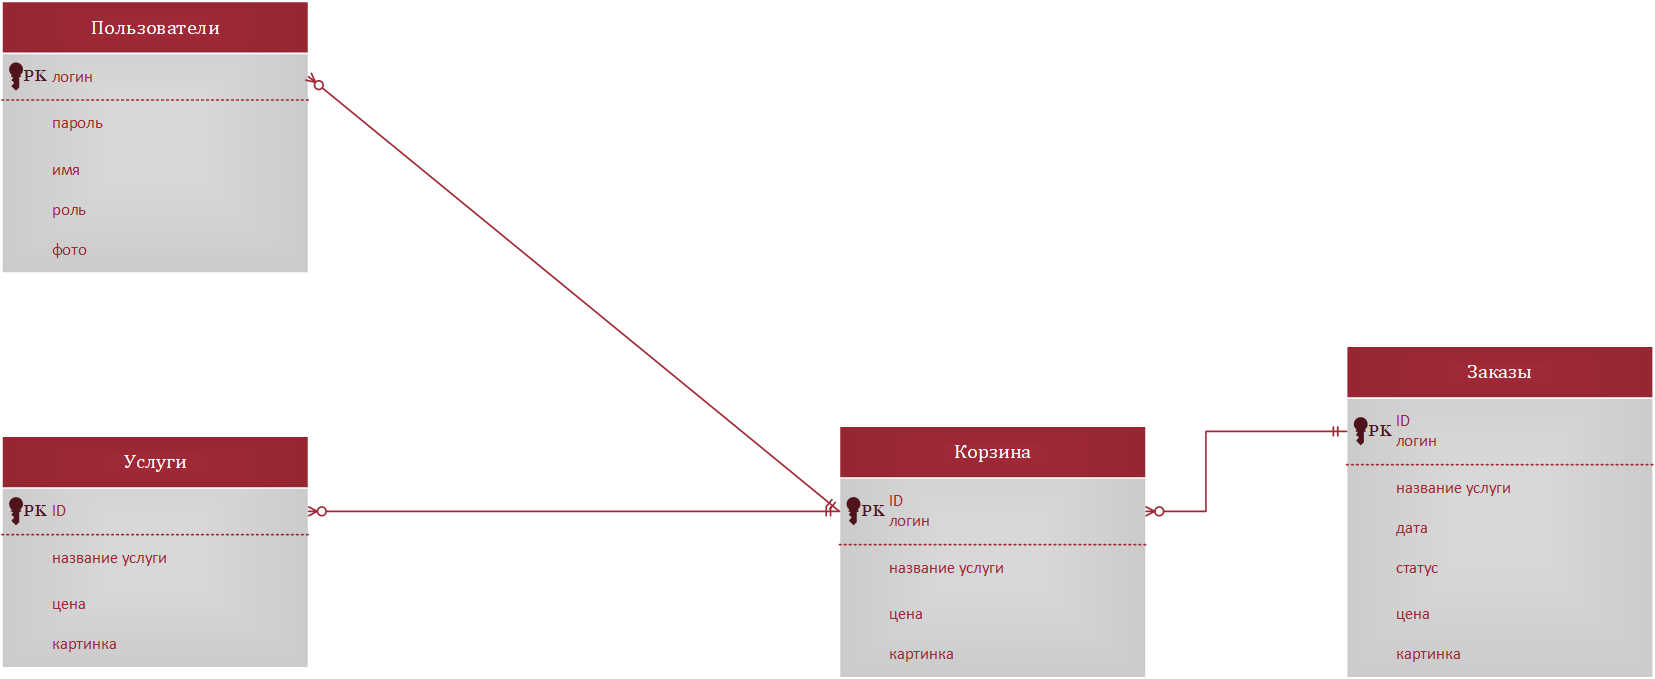 Пользователи
PK логин
пароль
имя
роль
фото
Услуги
PK ID
название услуги
цена
картинка
Корзина
PK ID
логин
название услуги
цена
картинка
Заказы
PK ID
логин
название услуги
дата
статус
цена
картинка